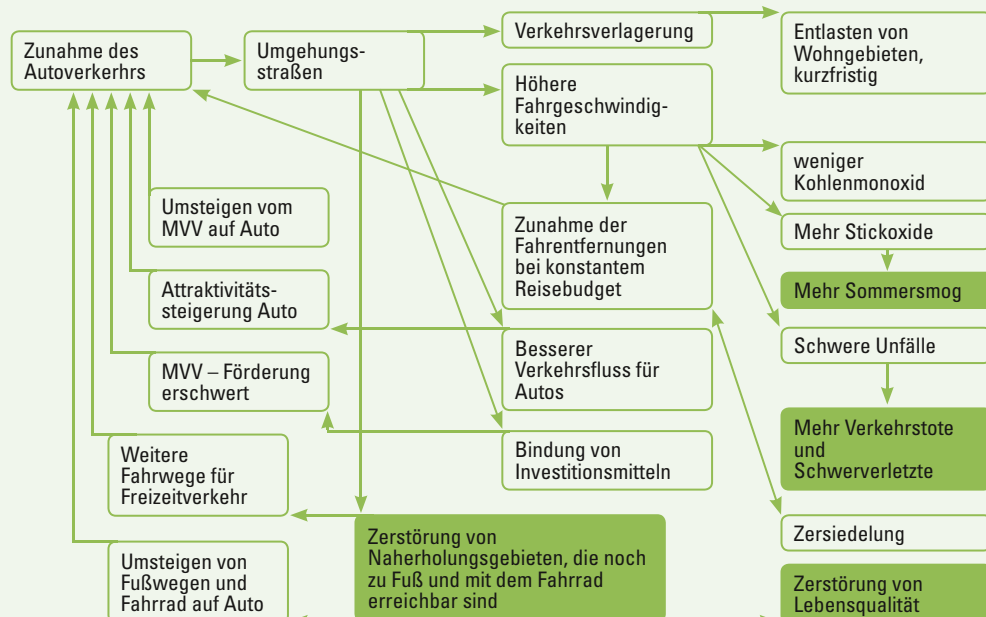 Zunahme des
Autoverkerhrs
Umgehungs-
straßen
Verkehrsverlagerung
Entlasten von
Wohngebieten,
kurzfristig
Höhere
Fahrgeschwindig-
keiten
weniger
Kohlenmonoxid
Umsteigen vom
MVV auf Auto
Zunahme der
Fahrentfernungen
bei konstantem
Reisebudget
Mehr Stickoxide
Mehr Sommersmog
Attraktivitäts-
steigerung Auto
Besserer
Verkehrsfluss für
Autos
Schwere Unfälle
MVV – Förderung
erschwert
Mehr Verkehrstote
und
Schwerverletzte
Weitere
Fahrwege für
Freizeitverkehr
Bindung von
Investitionsmitteln
Zersiedelung
Umsteigen von
Fußwegen und
Fahrrad auf Auto
Zerstörung von
Naherholungsgebieten, die noch
zu Fuß und mit dem Fahrrad
erreichbar sind
Zerstörung von
Lebensqualität